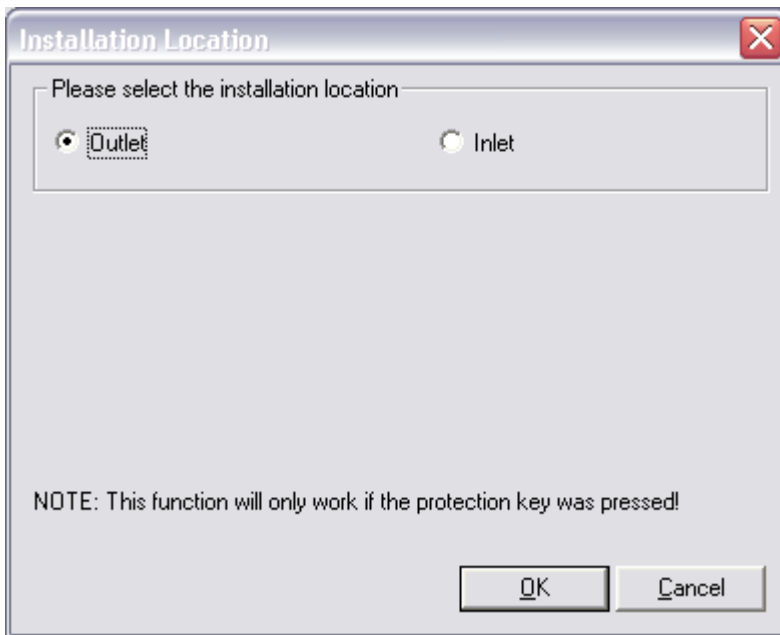 Installation Location
Please select the installation location
Outlet Inlet
NOTE: This function will only work if the protection key was pressed!
OK Cancel